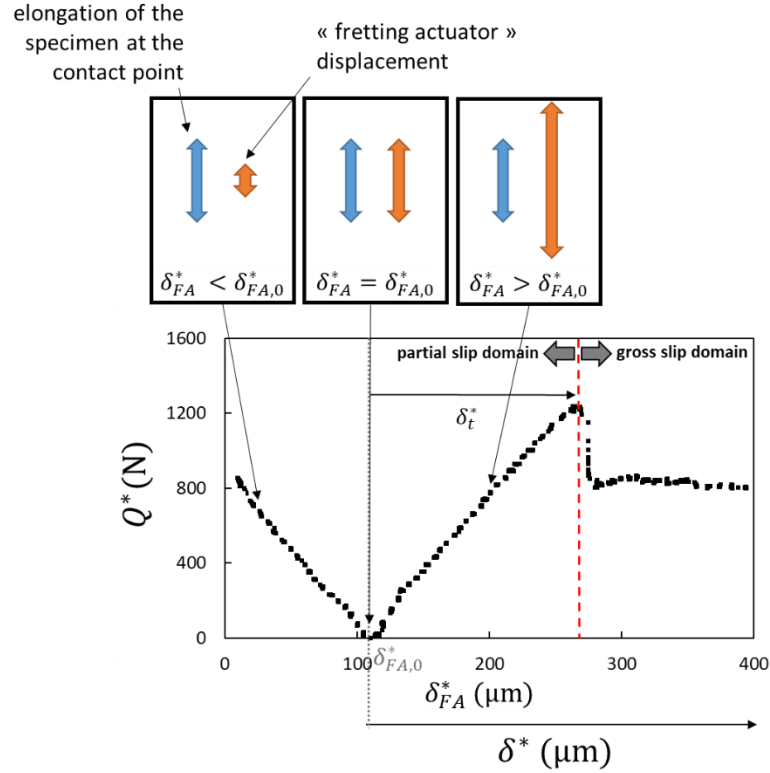 elongation of the
specimen at the
contact point
« fretting actuator »
displacement
δ*FA < δ*FA,0
δ*FA = δ*FA,0
δ*FA > δ*FA,0
partial slip domain
gross slip domain
δ*t
Q* (N)
1600
1200
800
400
0
0
100
200
300
400
δ*FA,0
δ*FA (μm)
δ* (μm)